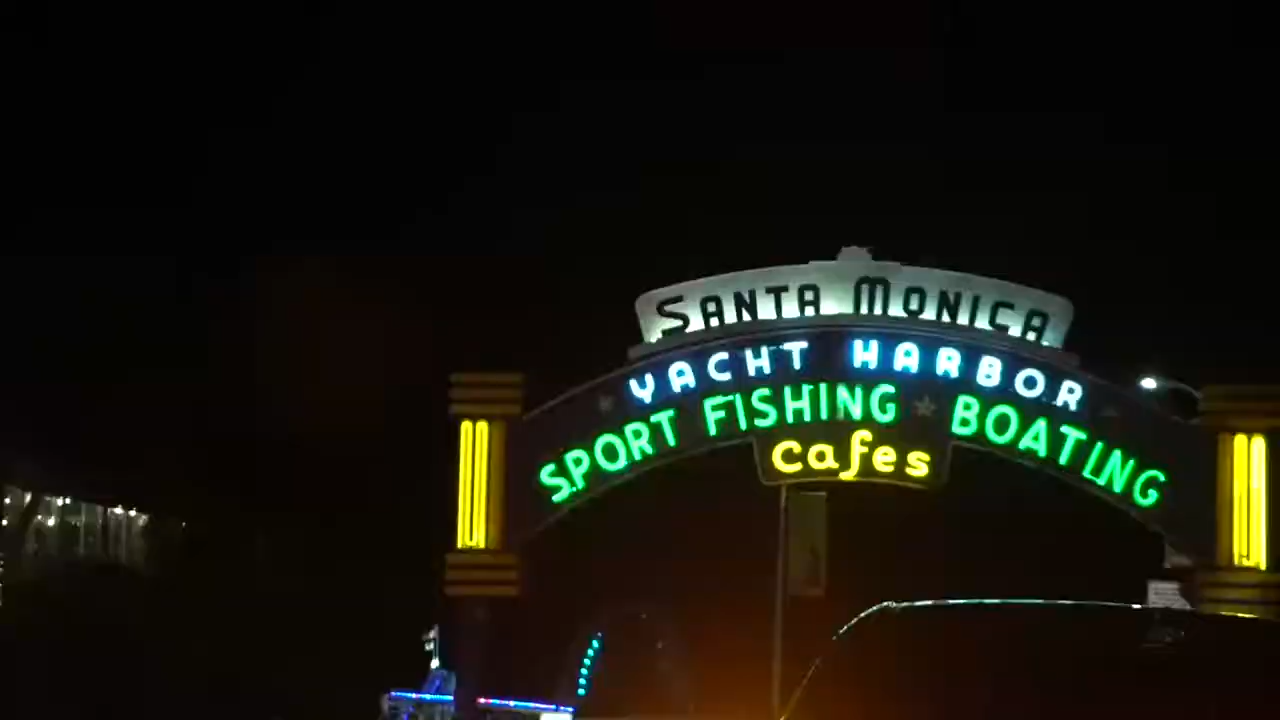 SANTA MONICA
YACHT HARBOR
SPORT FISHING ★ BOATING
Cafes